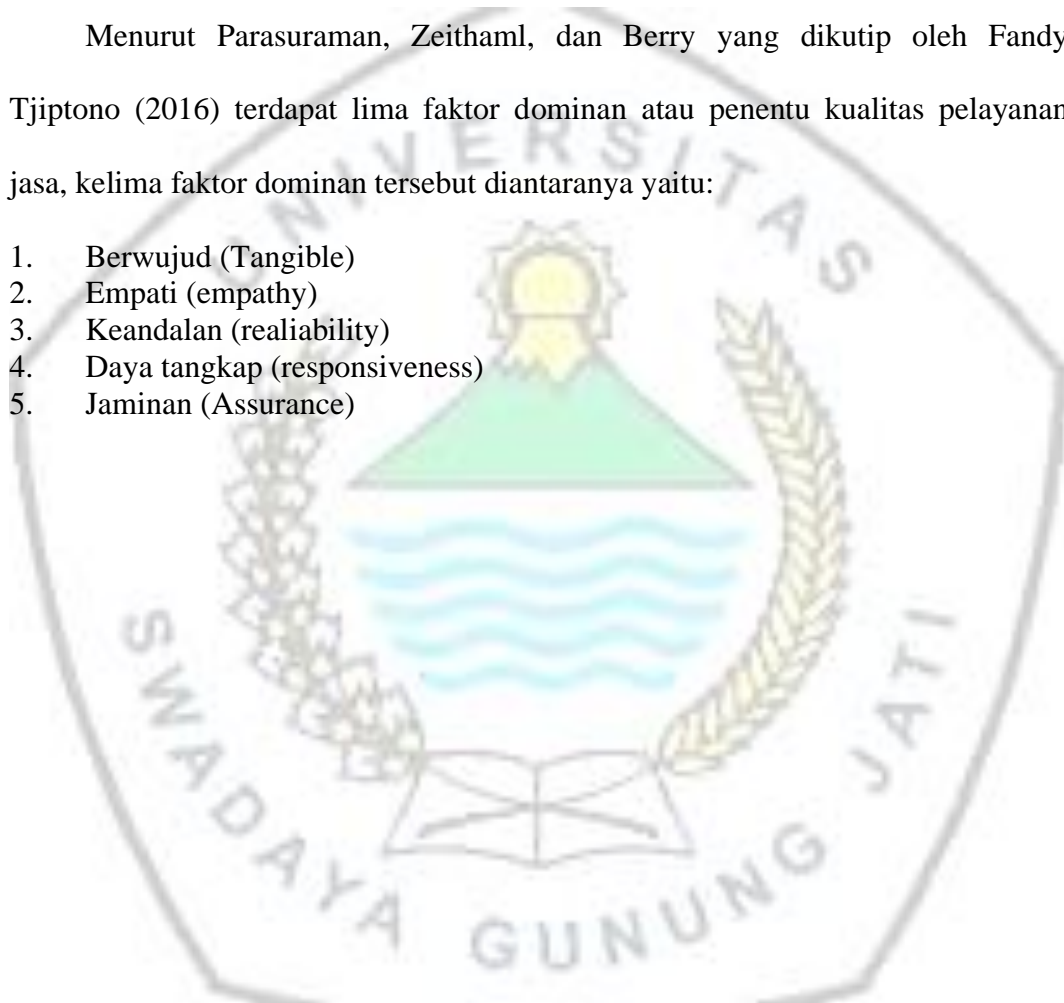 Menurut Parasuraman, Zeithaml, dan Berry yang dikutip oleh Fandy
Tjiptono (2016) terdapat lima faktor dominan atau penentu kualitas pelayanan
jasa, kelima faktor dominan tersebut diantaranya yaitu:
1. Berwujud (Tangible)
2. Empati (empathy)
3. Keandalan (realiability)
4. Daya tangkap (responsiveness)
5. Jaminan (Assurance)
UNIVERSITAS
SWADAYA GUNUNG JATI